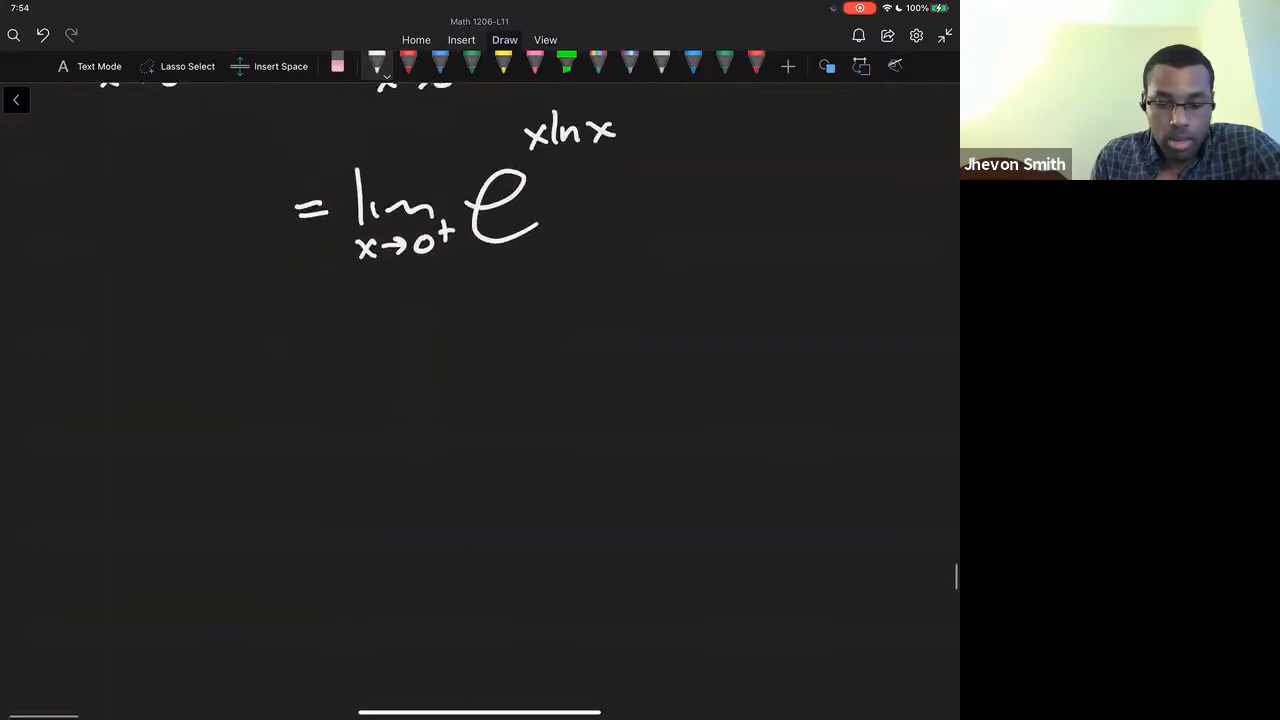 7:54
100%
Math 1206-L11
Home Insert Draw View
Text Mode Lasso Select Insert Space
Jhevon Smith
x ln x
= lim e
x→0⁺